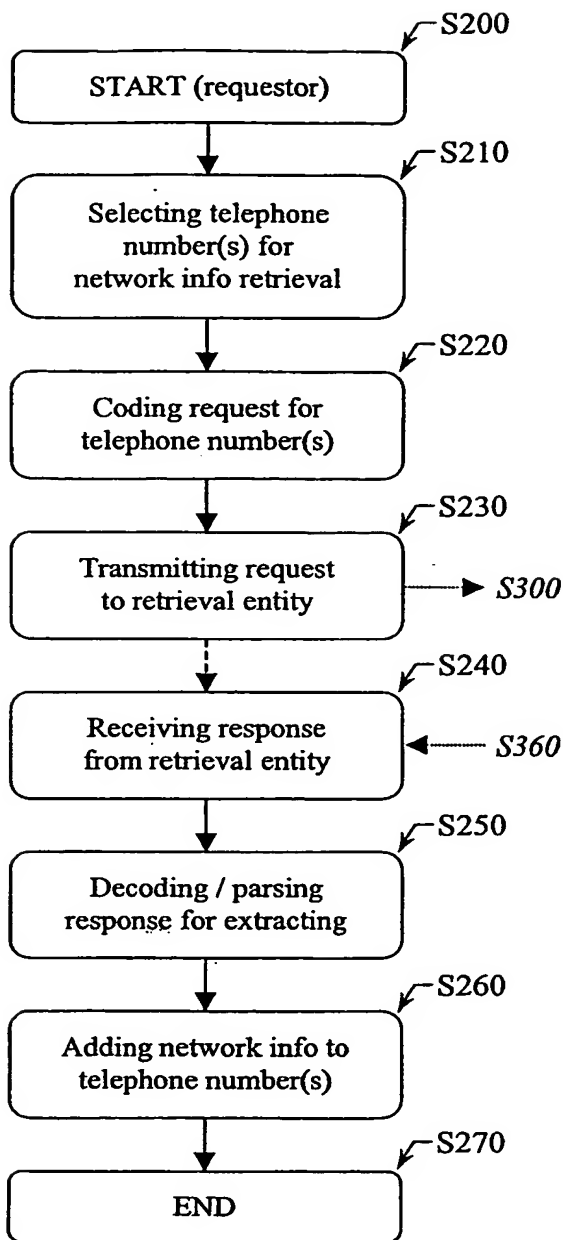 S200
START (requestor)
S210
Selecting telephone
number(s) for
network info retrieval
S220
Coding request for
telephone number(s)
S230
Transmitting request
to retrieval entity
S300
S240
Receiving response
from retrieval entity
S360
S250
Decoding / parsing
response for extracting
S260
Adding network info to
telephone number(s)
S270
END